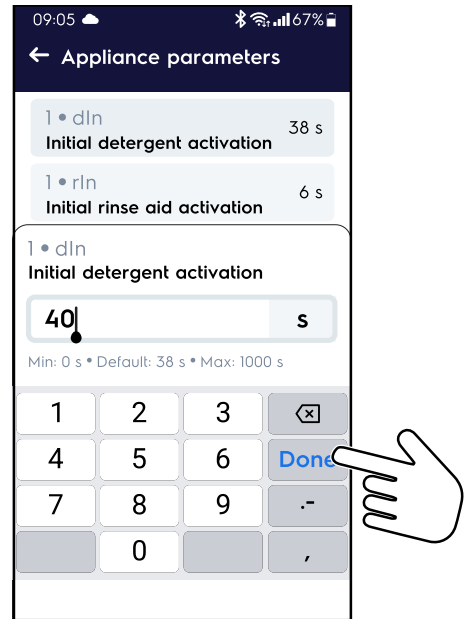 09:05 67%
← Appliance parameters
1 • dIn
Initial detergent activation
38 s
1 • rIn
Initial rinse aid activation
6 s
1 • dIn
Initial detergent activation
40 s
Min: 0 s • Default: 38 s • Max: 1000 s
1 2 3
4 5 6 Done
7 8 9 .-
0 ,